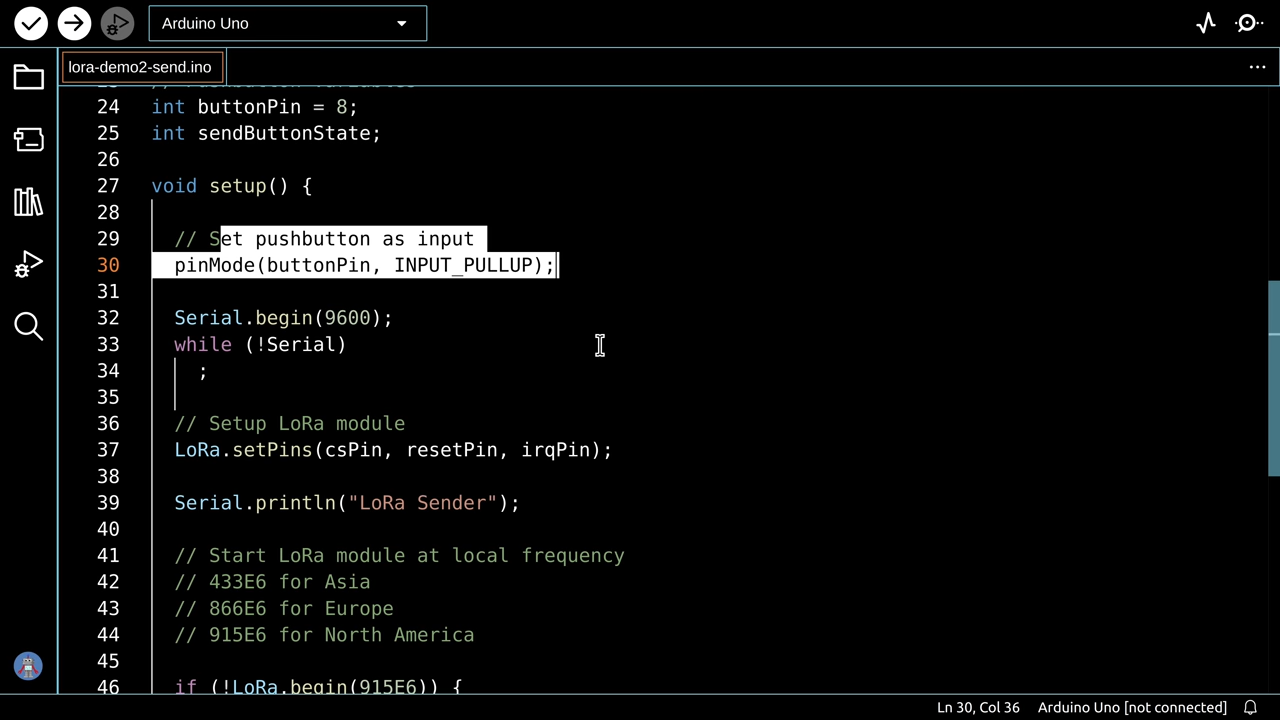 Arduino Uno
lora-demo2-send.ino
24 int buttonPin = 8;
25 int sendButtonState;
26
27 void setup() {
28
29 // Set pushbutton as input
30 pinMode(buttonPin, INPUT_PULLUP);
31
32 Serial.begin(9600);
33 while (!Serial)
34 ;
35
36 // Setup LoRa module
37 LoRa.setPins(csPin, resetPin, irqPin);
38
39 Serial.println("LoRa Sender");
40
41 // Start LoRa module at local frequency
42 // 433E6 for Asia
43 // 866E6 for Europe
44 // 915E6 for North America
45
46 if (!LoRa.begin(915E6)) {
Ln 30, Col 36 Arduino Uno [not connected]